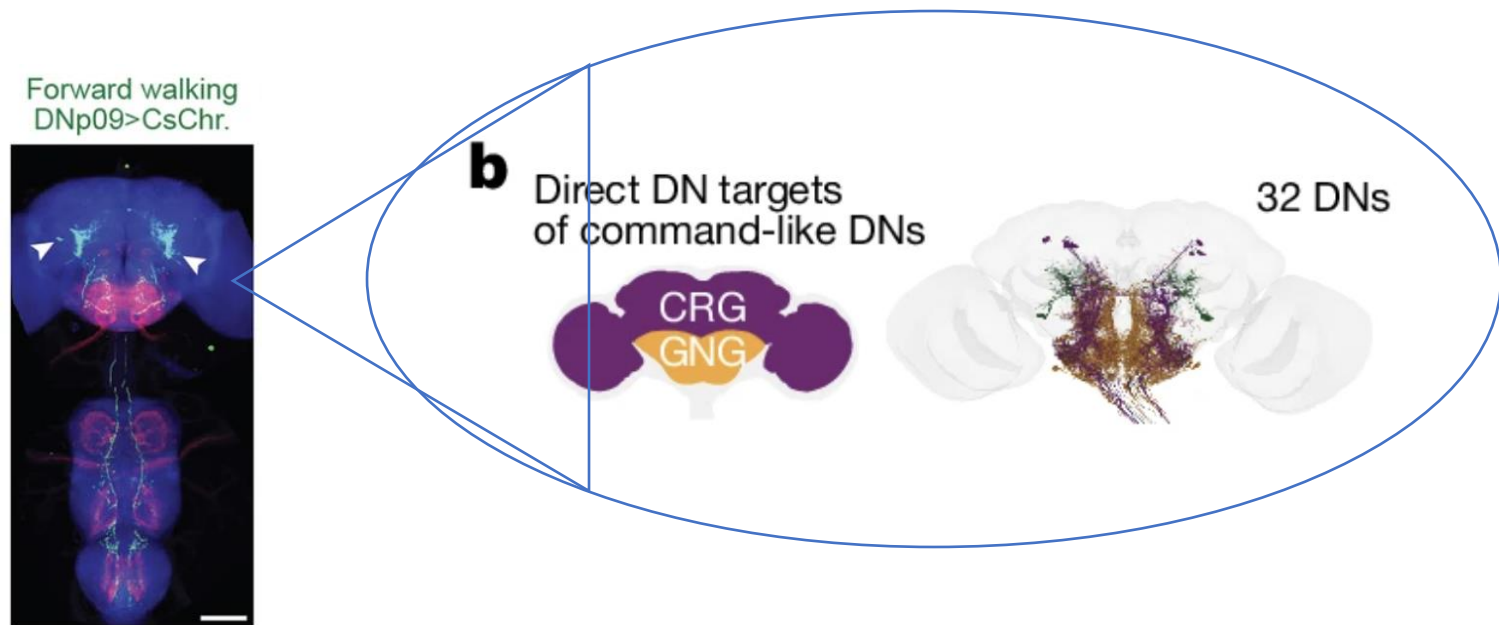 Forward walking
DNp09>CsChr.
b
Direct DN targets
of command-like DNs
32 DNs
CRG
GNG